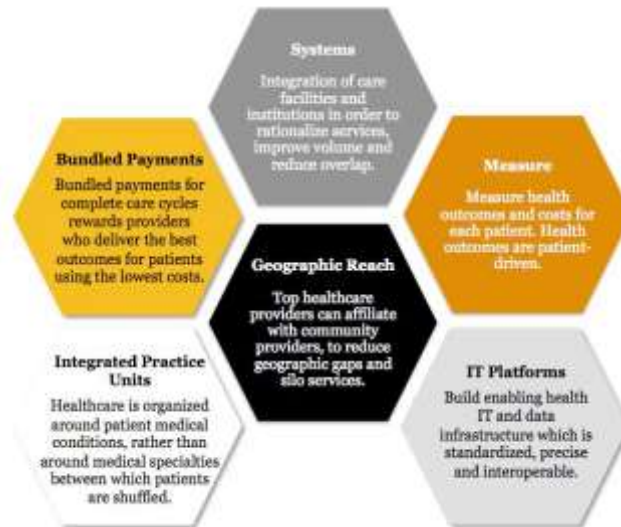 Systems
Integration of care
facilities and
institutions in order to
rationalize services,
improve volume and
reduce overlap.
Bundled Payments
Bundled payments for
complete care cycles
rewards providers
who deliver the best
outcomes for patients
using the lowest costs.
Measure
Measure health
outcomes and costs for
each patient. Health
outcomes are patient-
driven.
Geographic Reach
Top healthcare
providers can affiliate
with community
providers, to reduce
geographic gaps and
silo services.
Integrated Practice
Units
Healthcare is organized
around patient medical
conditions, rather than
around medical specialties
between which patients
are shuffled.
IT Platforms
Build enabling health
IT and data
infrastructure which is
standardized, precise
and interoperable.